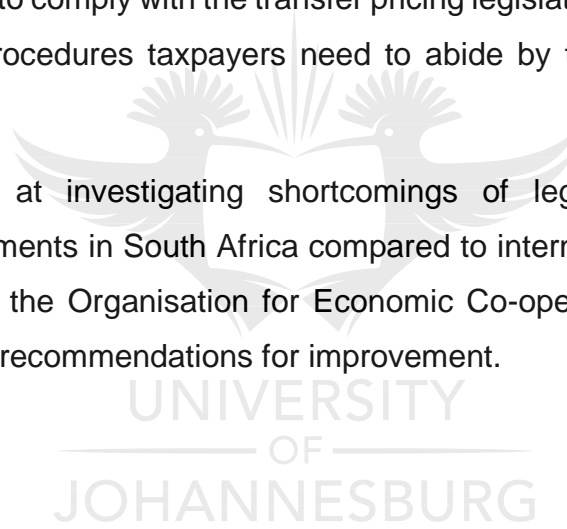 to comply with the transfer pricing legislat
rocedures taxpayers need to abide by t
at investigating shortcomings of leg
ments in South Africa compared to intern
the Organisation for Economic Co-ope
recommendations for improvement.
UNIVERSITY
OF
JOHANNESBURG